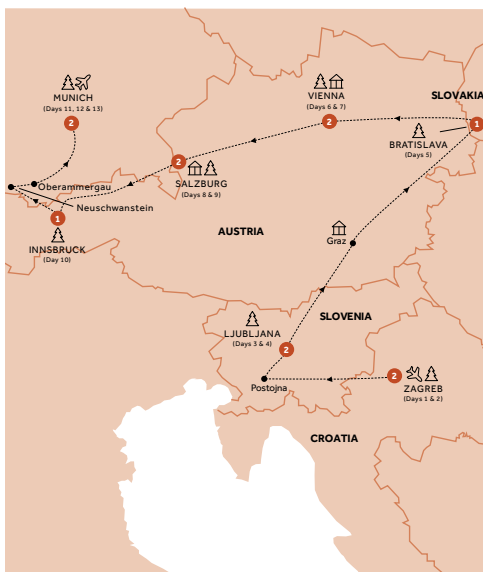 MUNICH
(Days 11, 12 & 13)
2
VIENNA
(Days 6 & 7)
2
SLOVAKIA
1
BRATISLAVA
(Days 5)
2
SALZBURG
(Days 8 & 9)
Oberammergau
Neuschwanstein
1
INNSBRUCK
(Day 10)
AUSTRIA
Graz
SLOVENIA
LJUBLJANA
(Days 3 & 4)
2
Postojna
2
ZAGREB
(Days 1 & 2)
CROATIA